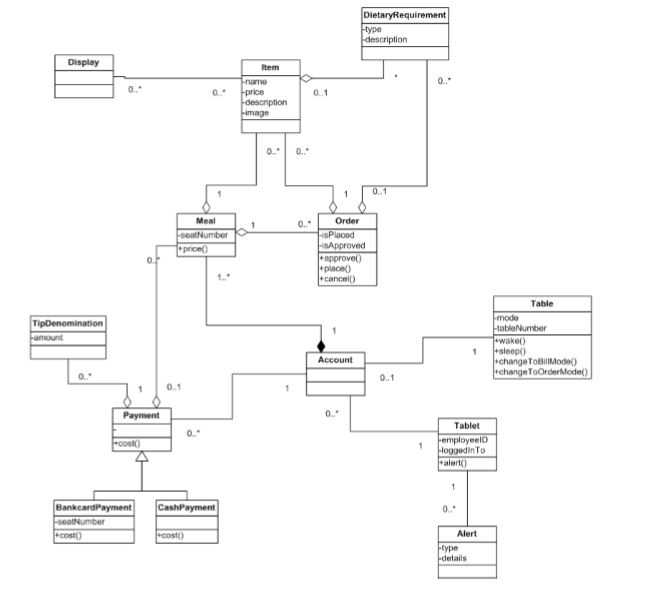 DietaryRequirement
-type
-description
Display
0..*
Item
-name
-price
-description
-image
0..*
0..1
*
0..*
0..*
0..*
1
1
0..1
Meal
-seatNumber
+price()
1
0..*
Order
-isPlaced
-isApproved
+approve()
+place()
+cancel()
0..*
1..*
1
TipDenomination
-amount
0..*
1
0..1
Account
1
0..1
0..*
Table
-mode
-tableNumber
+wake()
+sleep()
+changeToBillMode()
+changeToOrderMode()
1
Payment
-
+cost()
0..*
Tablet
-employeeID
-loggedInTo
+alert()
1
1
0..*
BankcardPayment
-seatNumber
+cost()
CashPayment
+cost()
Alert
-type
-details